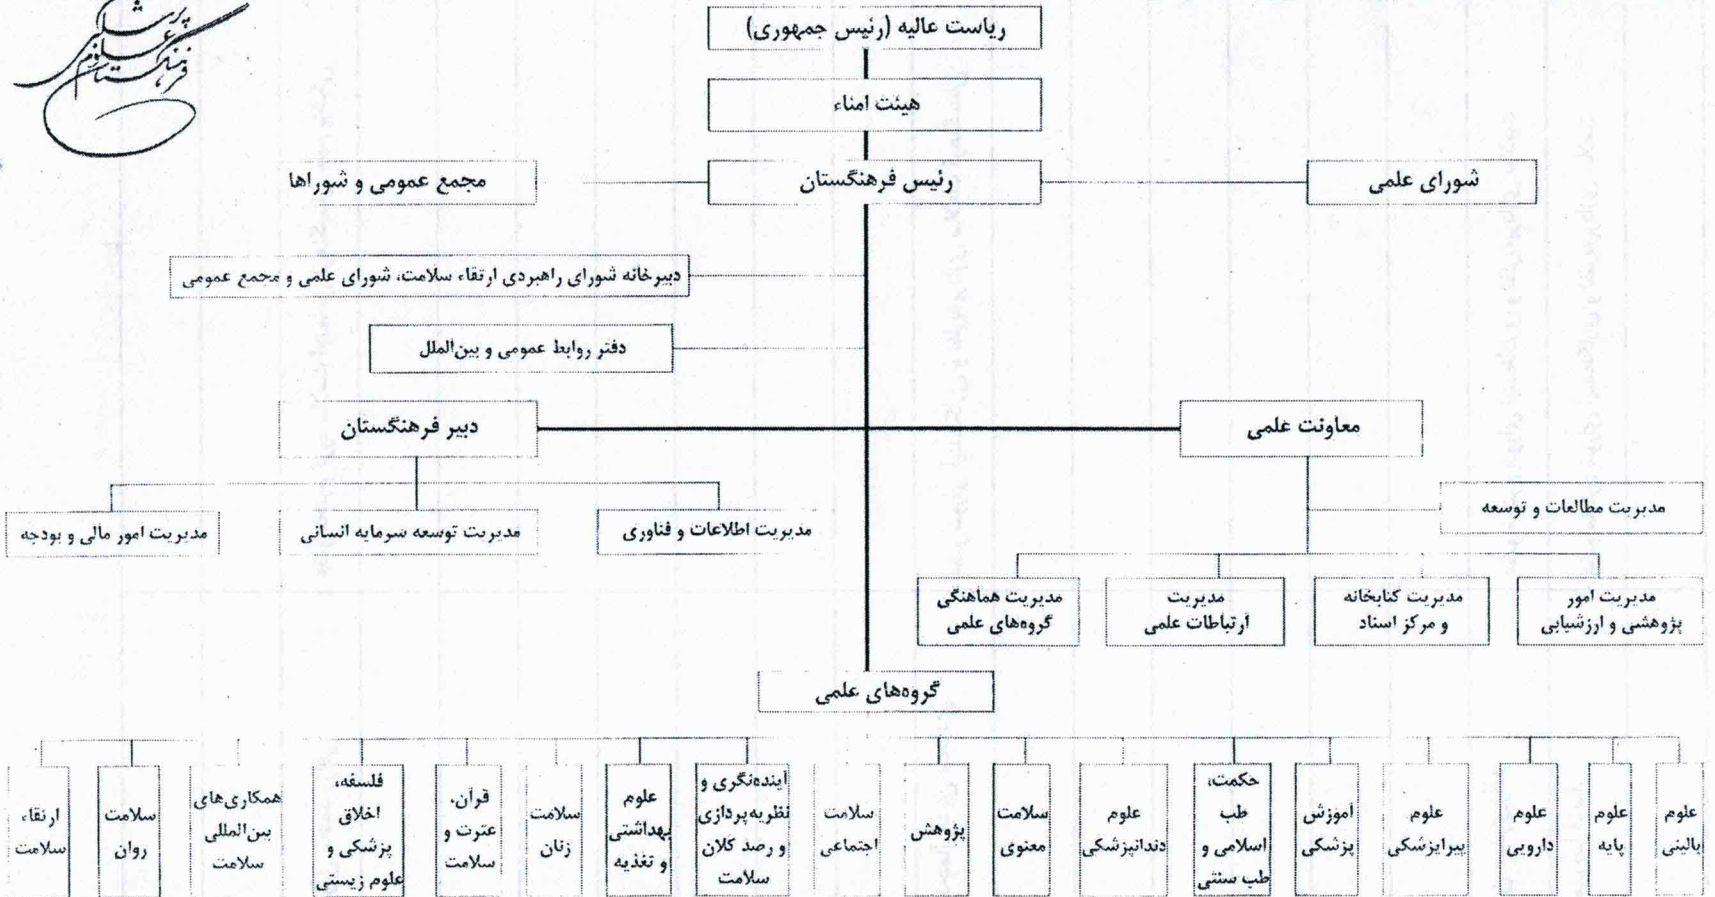 فرهنگستان
علوم
پزشکی
ریاست عالیه (رئیس جمهوری)
هیئت امناء
شورای علمی
رئیس فرهنگستان
مجمع عمومی و شوراها
دبیرخانه شورای راهبردی ارتقاء سلامت، شورای علمی و مجمع عمومی
دفتر روابط عمومی و بین‌الملل
معاونت علمی
دبیر فرهنگستان
مدیریت مطالعات و توسعه
مدیریت اطلاعات و فناوری
مدیریت توسعه سرمایه انسانی
مدیریت امور مالی و بودجه
مدیریت امور
پژوهشی و ارزشیابی
مدیریت کتابخانه
و مرکز اسناد
مدیریت
ارتباطات علمی
مدیریت هماهنگی
گروه‌های علمی
گروه‌های علمی
علوم
بالینی
علوم
پایه
علوم
دارویی
علوم
پیراپزشکی
آموزش
پزشکی
حکمت،
طب
اسلامی و
طب سنتی
علوم
دندانپزشکی
سلامت
معنوی
پژوهش
سلامت
اجتماعی
آینده‌نگری و
نظریه‌پردازی
و رصد کلان
سلامت
علوم
بهداشتی
و تغذیه
سلامت
زنان
قرآن،
عترت و
سلامت
فلسفه،
اخلاق
پزشکی و
علوم زیستی
همکاری‌های
بین‌المللی
سلامت
سلامت
روان
ارتقاء
سلامت